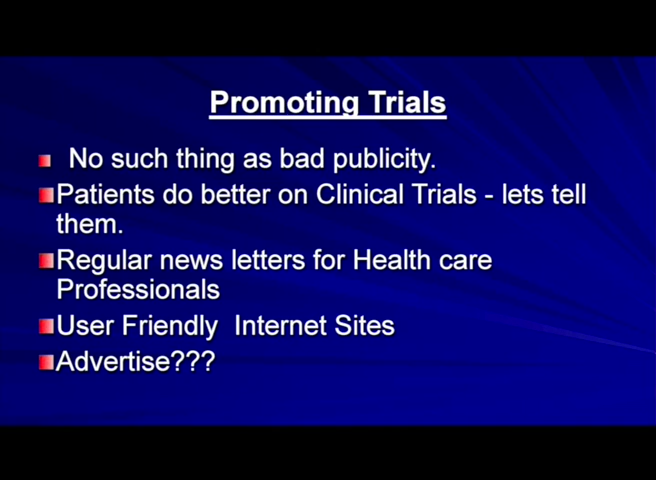 Promoting Trials
No such thing as bad publicity.
Patients do better on Clinical Trials - lets tell
them.
Regular news letters for Health care
Professionals
User Friendly  Internet Sites
Advertise???